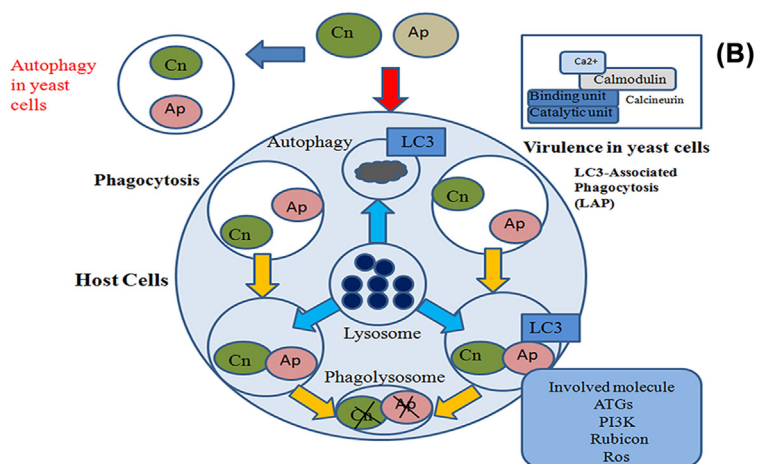 Cn
Ap
(B)
Autophagy
in yeast
cells
Cn
Ap
Ca2+
Calmodulin
Binding unit
Calcineurin
Catalytic unit
Virulence in yeast cells
LC3-Associated
Phagocytosis
(LAP)
Autophagy
LC3
Phagocytosis
Cn
Ap
Cn
Ap
Host Cells
Lysosome
Cn
Ap
LC3
Cn
Ap
Phagolysosome
Cn
Ap
Involved molecule
ATGs
PI3K
Rubicon
Ros